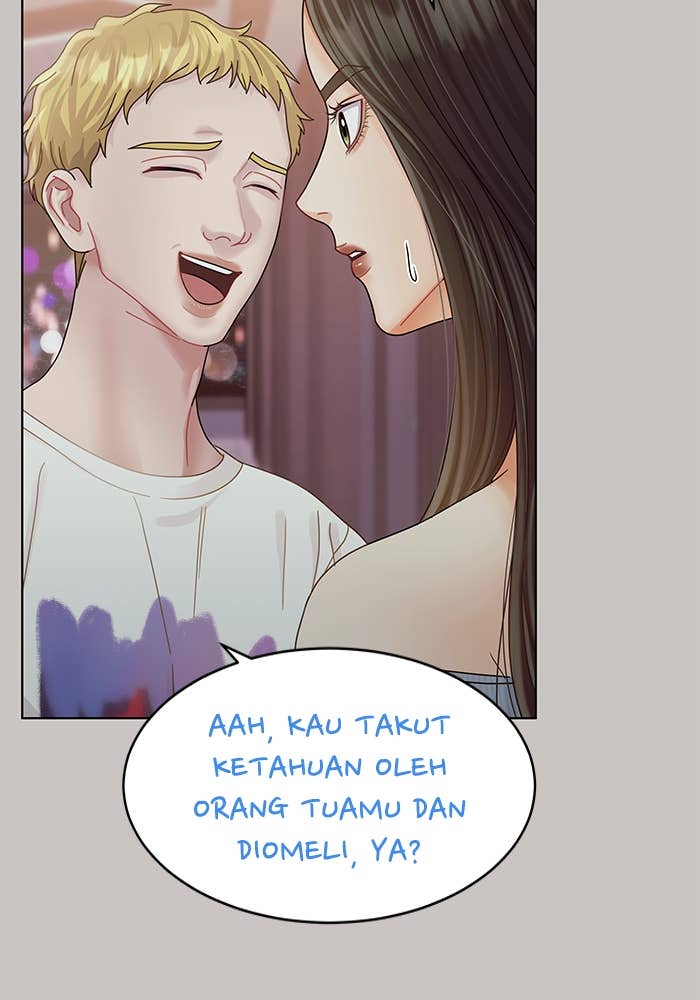 AAH, KAU TAKUT
KETAHUAN OLEH
ORANG TUAMU DAN
DIOMELI, YA?